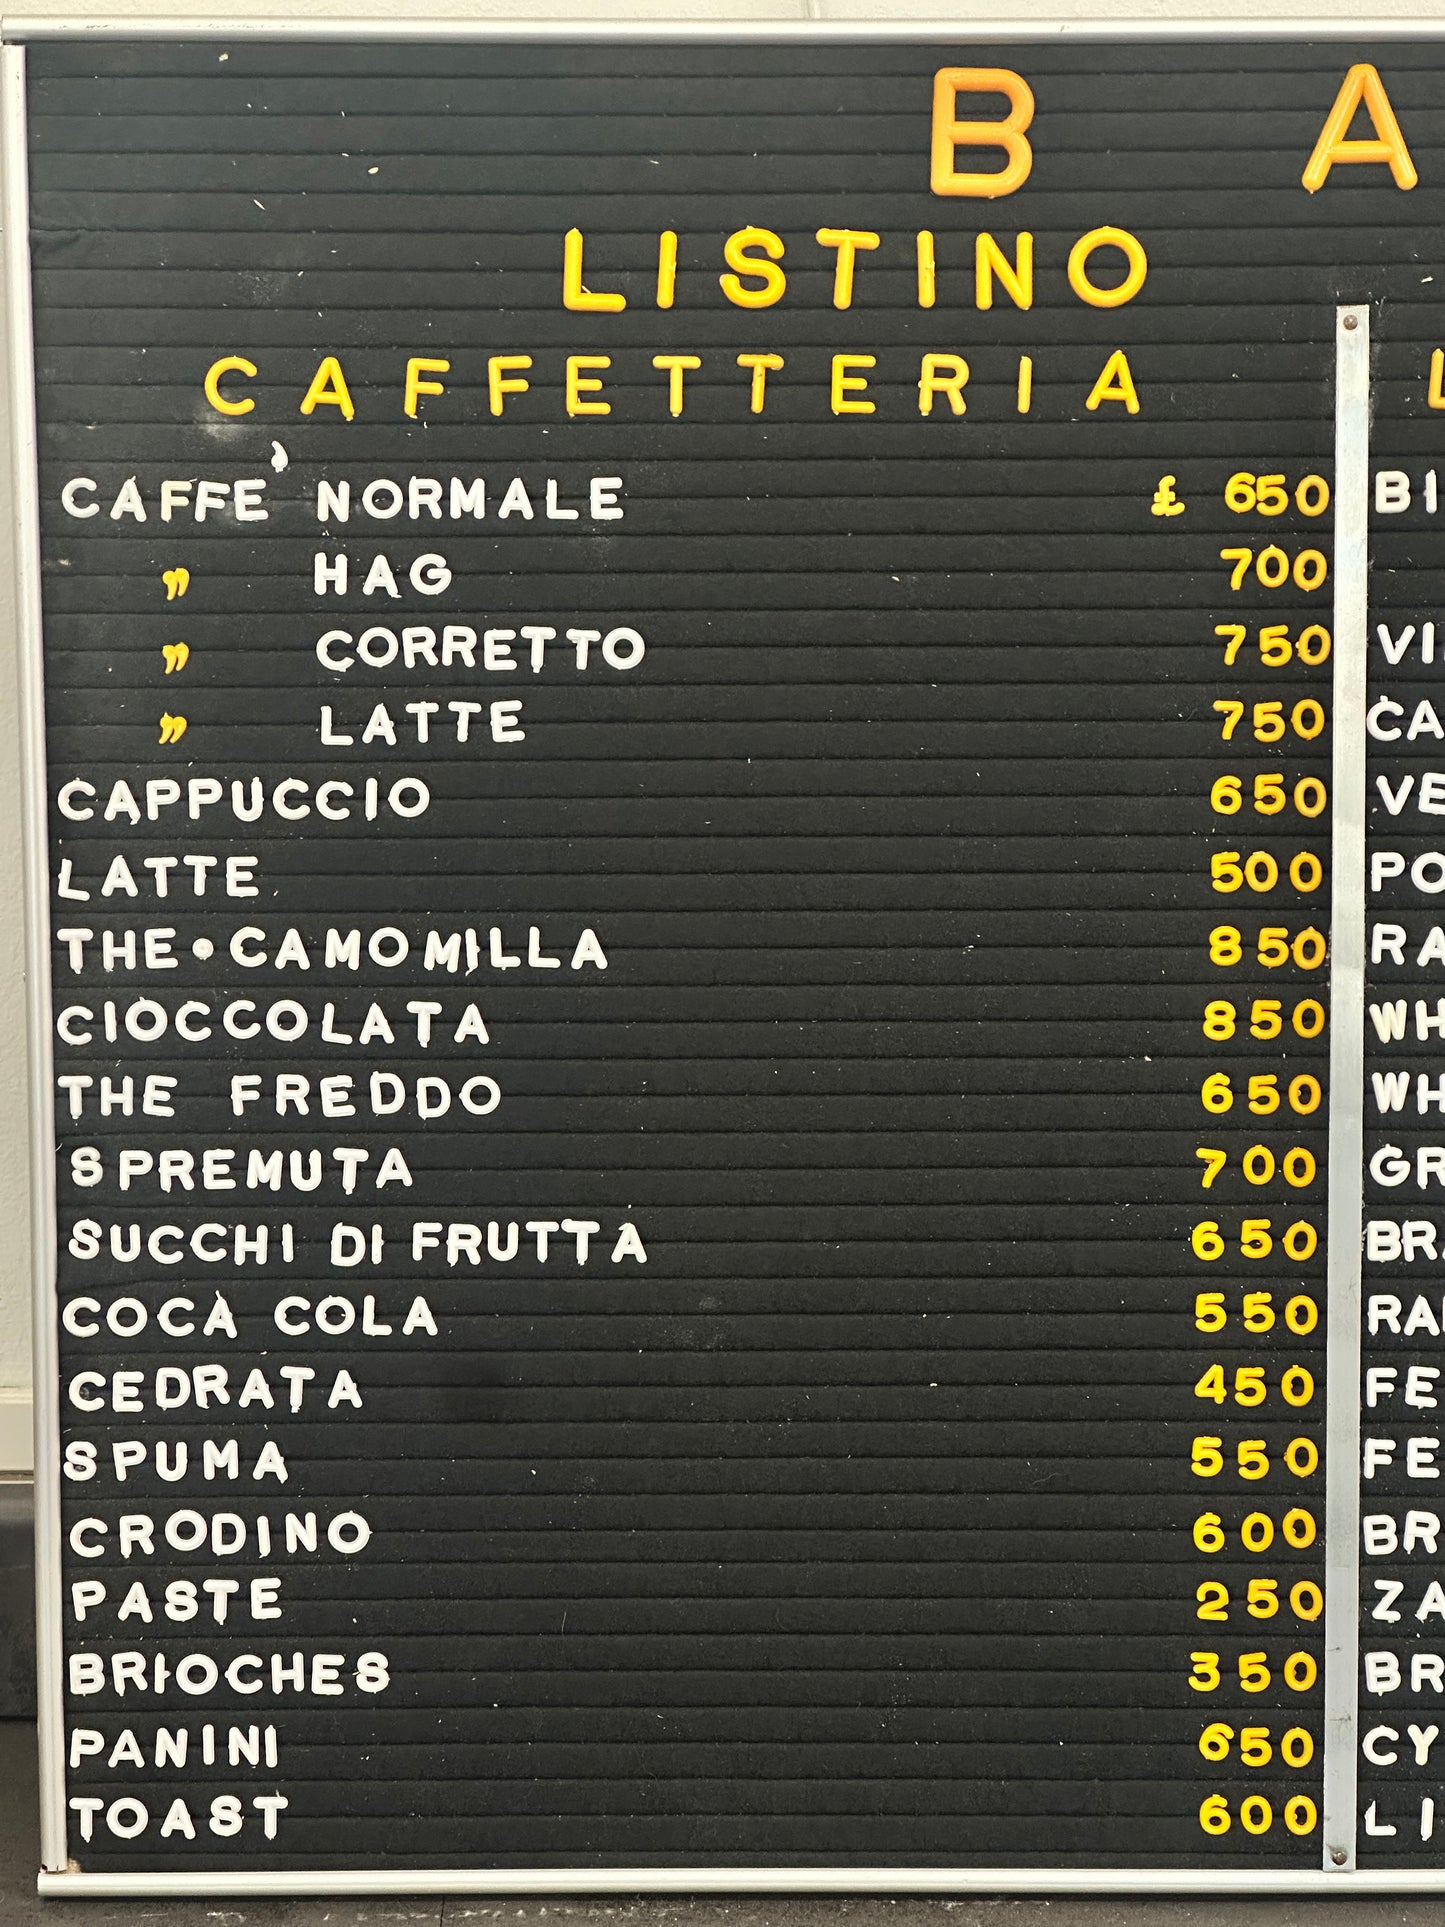 B A
LISTINO
CAFFETTERIA
CAFFE' NORMALE £ 650
" HAG 700
" CORRETTO 750
" LATTE 750
CAPPUCCIO 650
LATTE 500
THE•CAMOMILLA 850
CIOCCOLATA 850
THE FREDDO 650
SPREMUTA 700
SUCCHI DI FRUTTA 650
COCA COLA 550
CEDRATA 450
SPUMA 550
CRODINO 600
PASTE 250
BRIOCHES 350
PANINI 650
TOAST 600